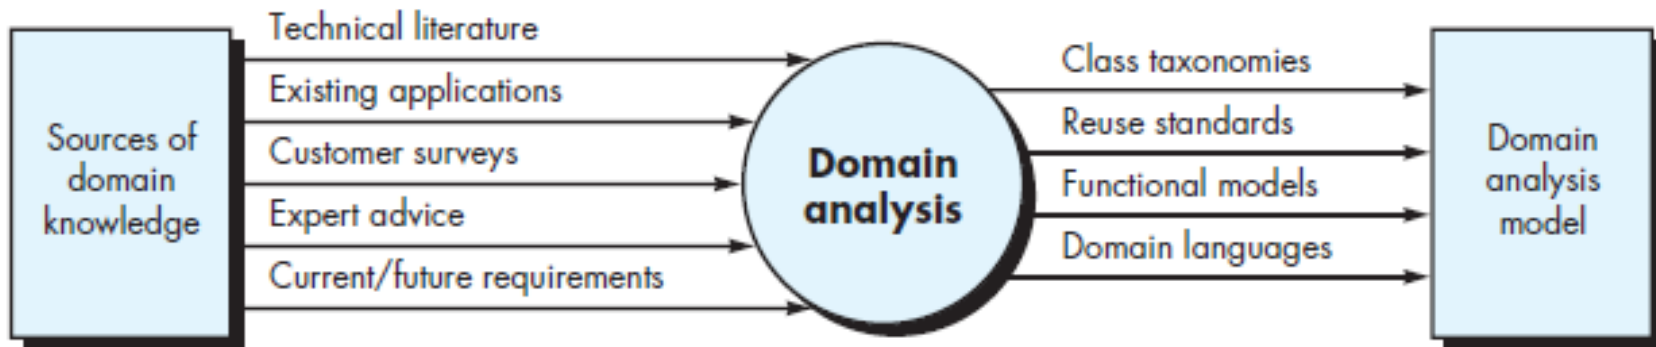 Sources of
domain
knowledge
Technical literature
Existing applications
Customer surveys
Expert advice
Current/future requirements
Domain
analysis
Class taxonomies
Reuse standards
Functional models
Domain languages
Domain
analysis
model